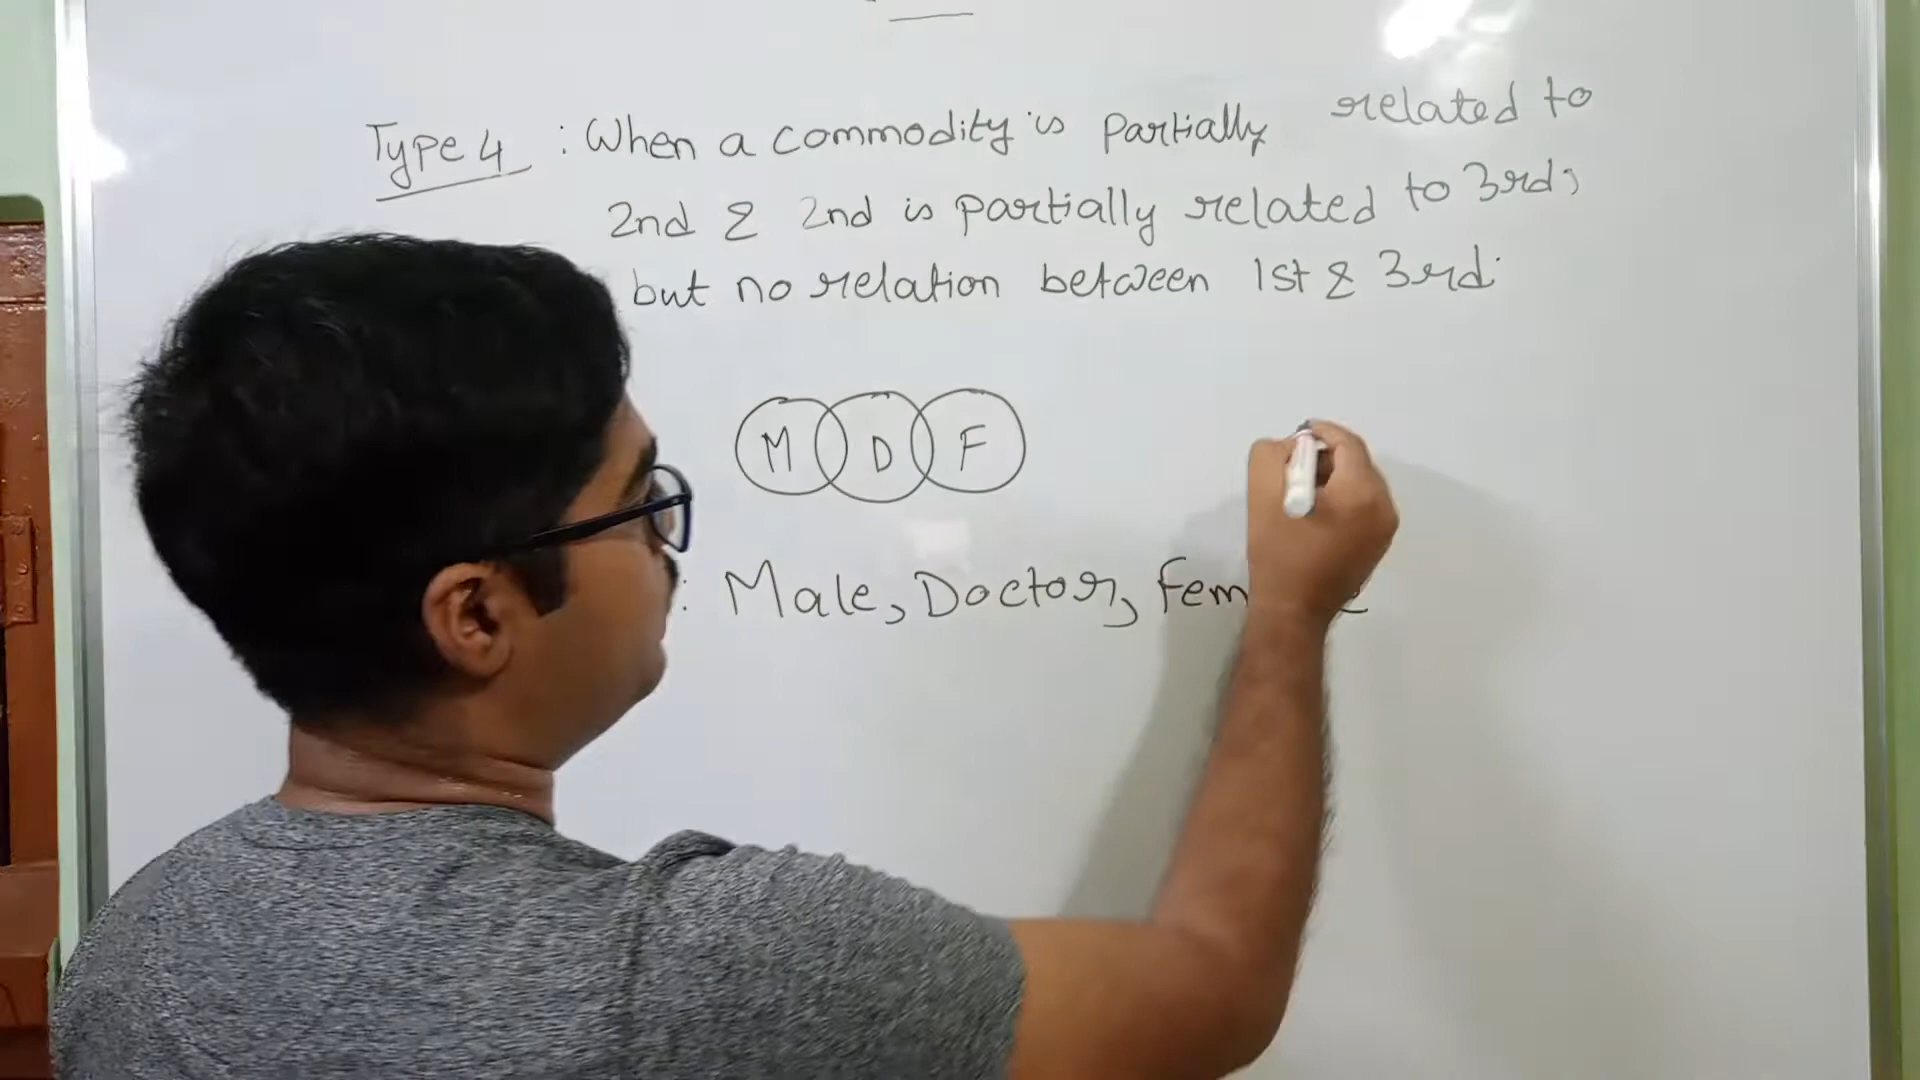 Type 4 : When a commodity is partially related to
2nd & 2nd is partially related to 3rd,
but no relation between 1st & 3rd.
M D F
: Male, Doctor,